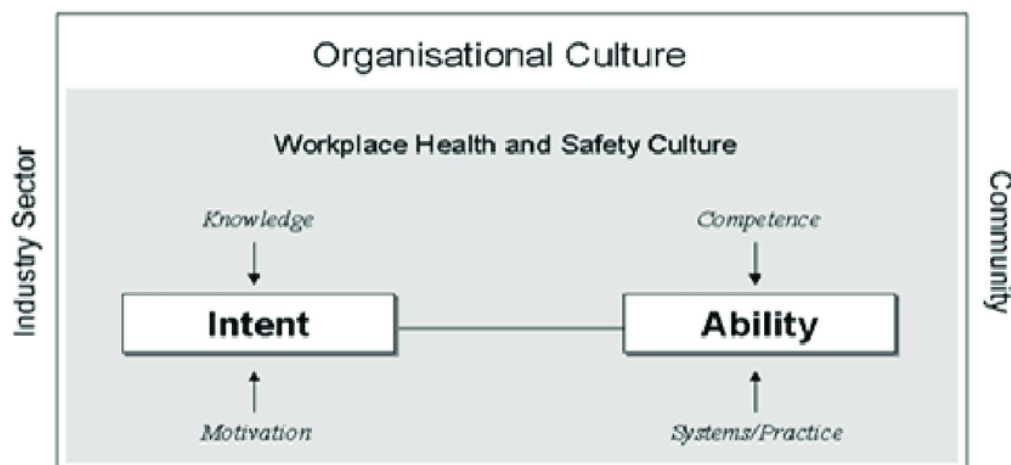 Organisational Culture
Workplace Health and Safety Culture
Industry Sector
Community
Knowledge
Competence
Intent
Ability
Motivation
Systems/Practice